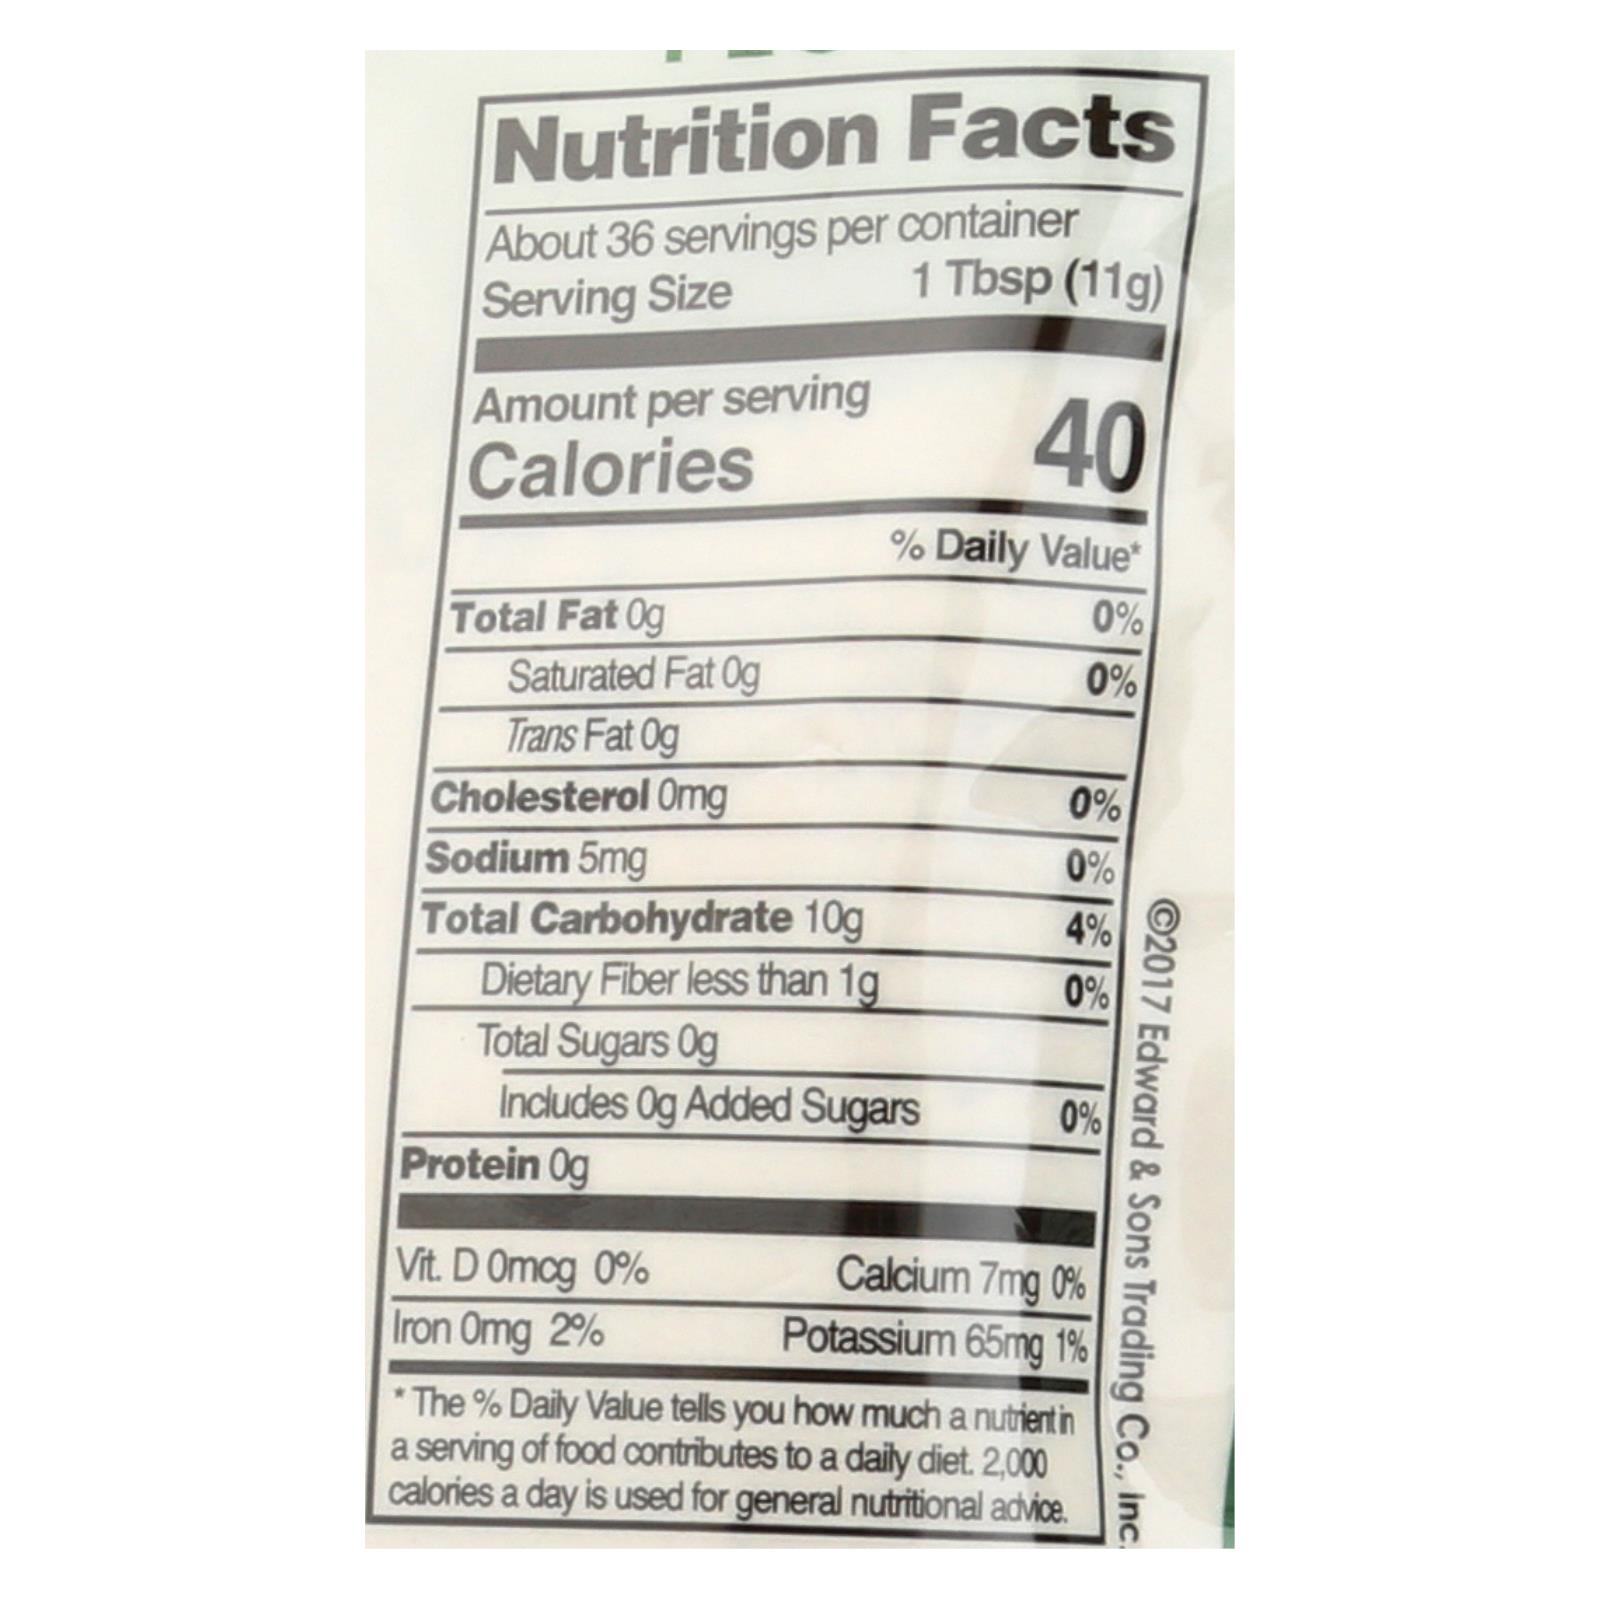 Nutrition Facts
About 36 servings per container
Serving Size 1 Tbsp (11g)
Amount per serving
Calories 40
% Daily Value*
Total Fat 0g 0%
Saturated Fat 0g 0%
Trans Fat 0g
Cholesterol 0mg 0%
Sodium 5mg 0%
Total Carbohydrate 10g 4%
Dietary Fiber less than 1g 0%
Total Sugars 0g
Includes 0g Added Sugars 0%
Protein 0g
Vit. D 0mcg 0% Calcium 7mg 0%
Iron 0mg 2% Potassium 65mg 1%
* The % Daily Value tells you how much a nutrient in
a serving of food contributes to a daily diet. 2,000
calories a day is used for general nutritional advice.
©2017 Edward & Sons Trading Co., Inc.